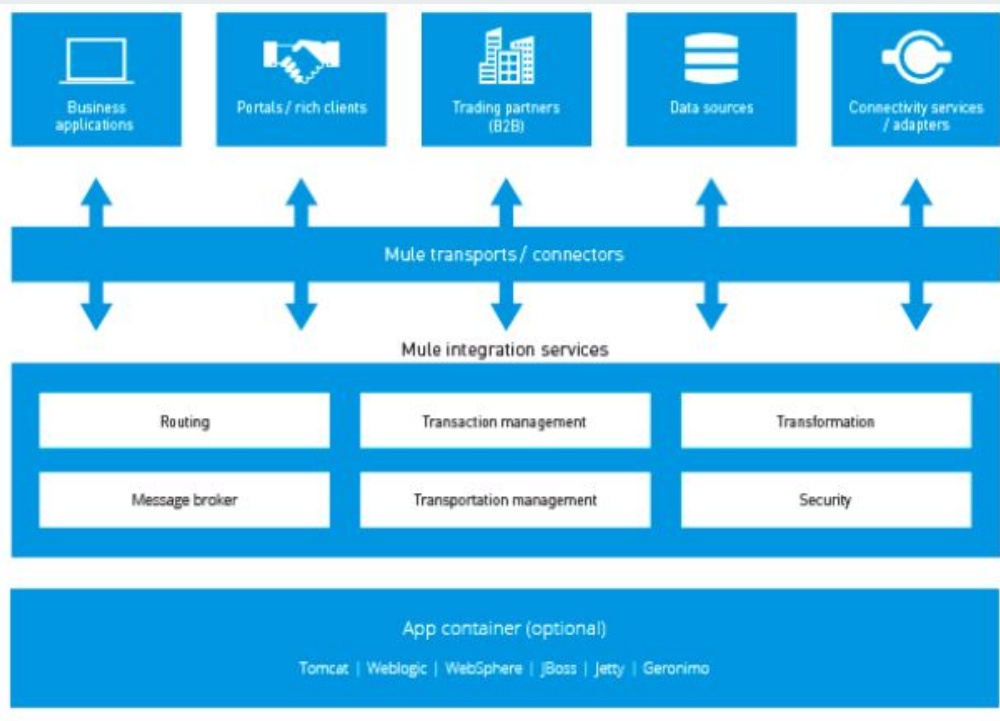 Business
applications
Portals / rich clients
Trading partners
(B2B)
Data sources
Connectivity services
/ adapters
Mule transports / connectors
Mule integration services
Routing
Transaction management
Transformation
Message broker
Transportation management
Security
App container (optional)
Tomcat | Weblogic | WebSphere | JBoss | Jetty | Geronimo